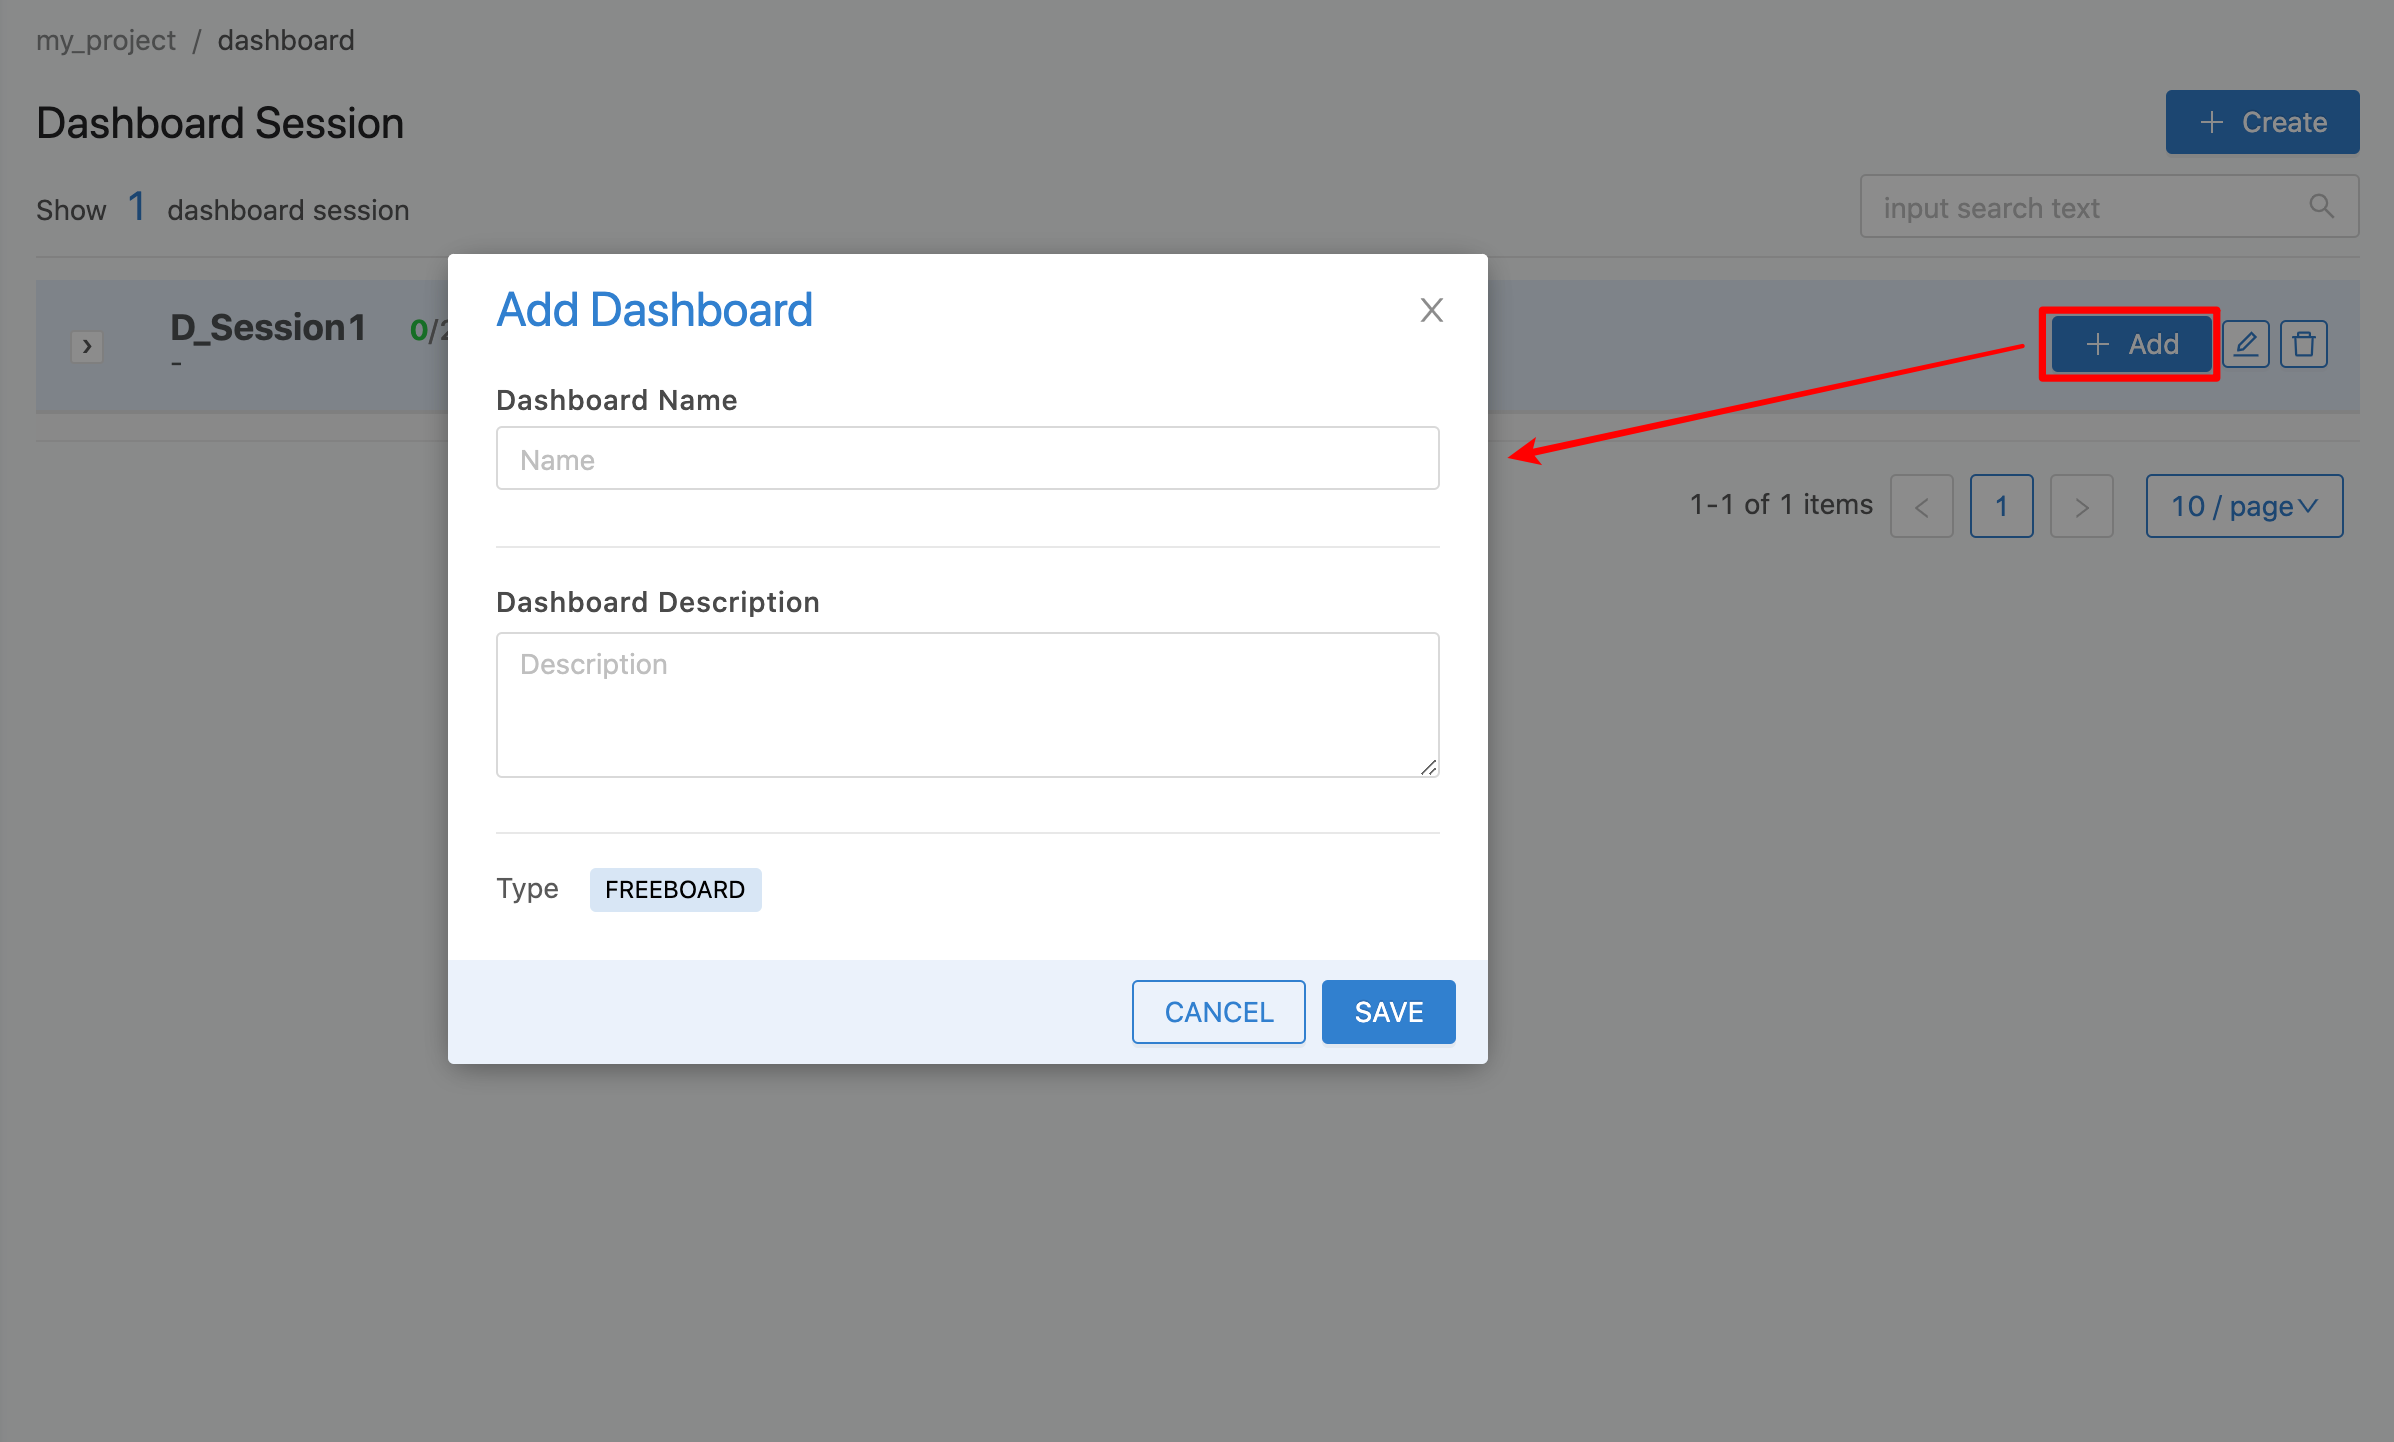 my_project / dashboard
Dashboard Session
+ Create
Show 1 dashboard session
input search text
Add Dashboard
D_Session1 0/2
-
+ Add
Dashboard Name
Name
1-1 of 1 items < 1 > 10 / page
Dashboard Description
Description
Type FREEBOARD
CANCEL SAVE